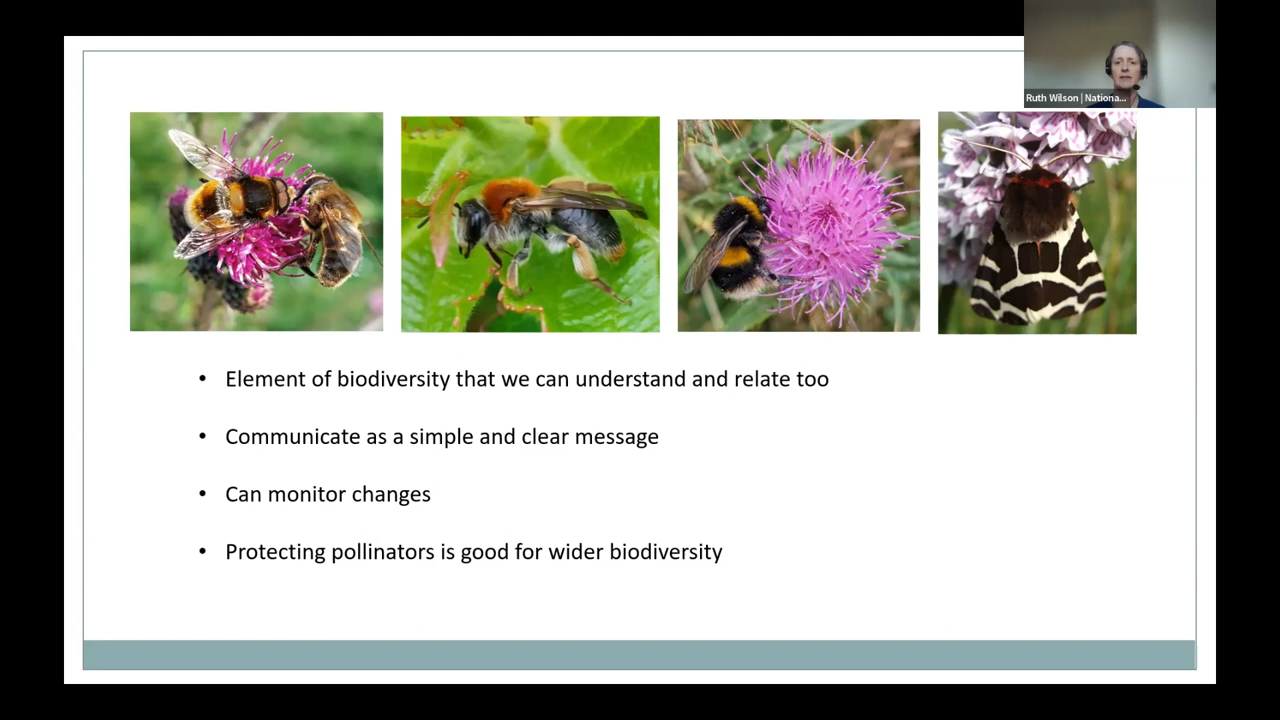 Ruth Wilson | Nationa...
• Element of biodiversity that we can understand and relate too
• Communicate as a simple and clear message
• Can monitor changes
• Protecting pollinators is good for wider biodiversity